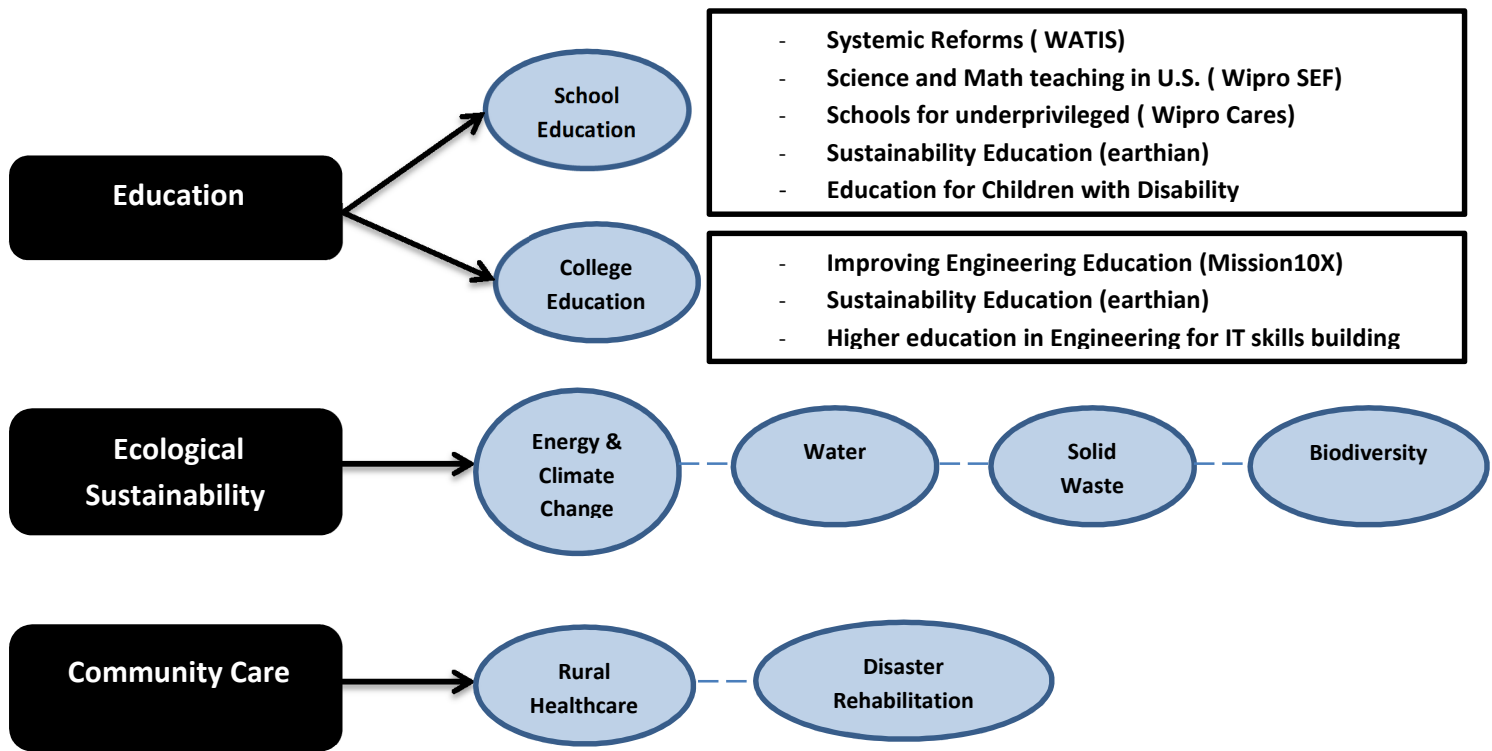 Education
School
Education
- Systemic Reforms ( WATIS)
- Science and Math teaching in U.S. ( Wipro SEF)
- Schools for underprivileged ( Wipro Cares)
- Sustainability Education (earthian)
- Education for Children with Disability
College
Education
- Improving Engineering Education (Mission10X)
- Sustainability Education (earthian)
- Higher education in Engineering for IT skills building
Ecological
Sustainability
Energy &
Climate
Change
Water
Solid
Waste
Biodiversity
Community Care
Rural
Healthcare
Disaster
Rehabilitation